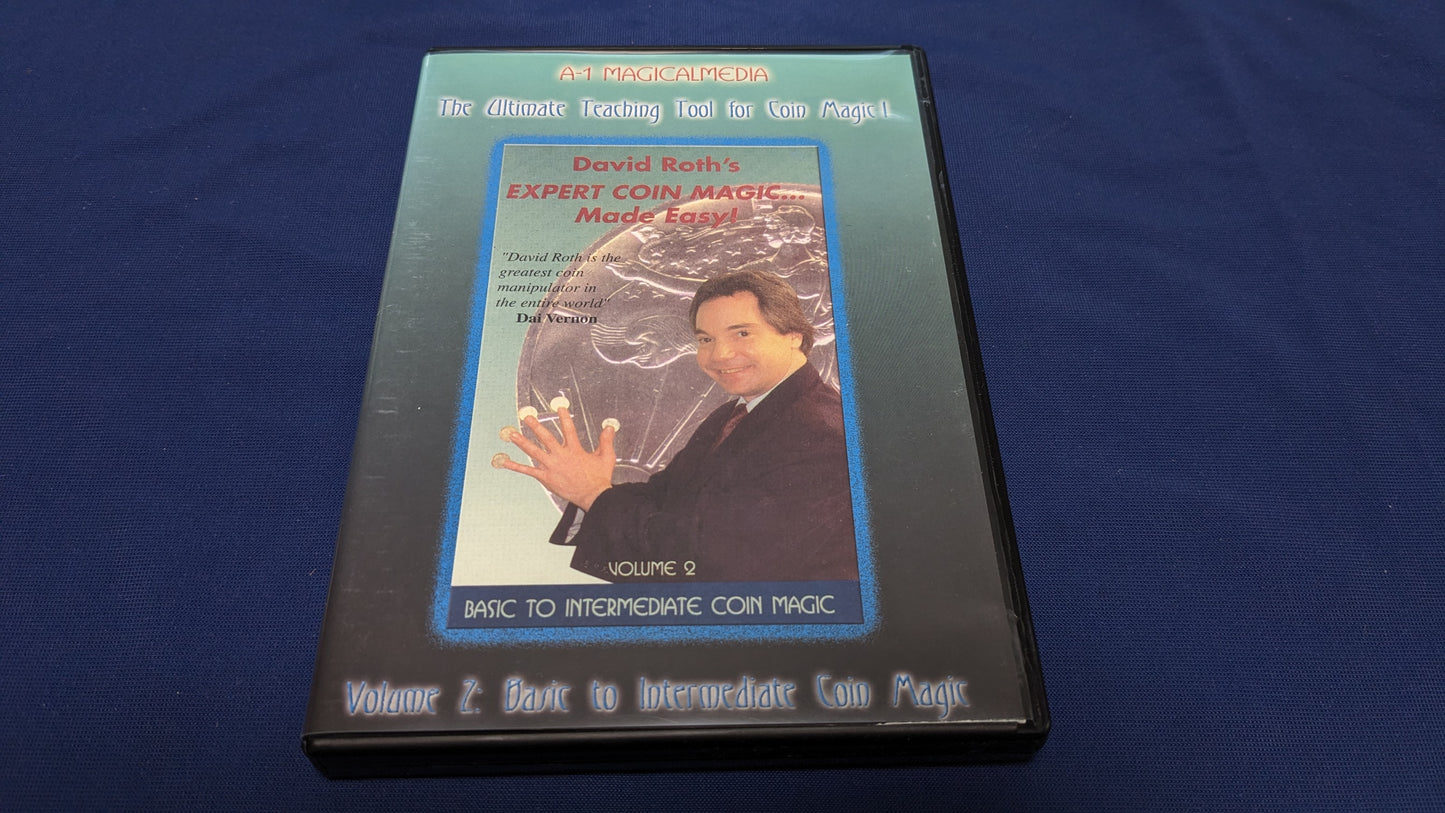 A-1 MAGICALMEDIA
The Ultimate Teaching Tool for Coin Magic!
David Roth's
EXPERT COIN MAGIC...
Made Easy!
"David Roth is the
greatest coin
manipulator in
the entire world"
Dai Vernon
VOLUME 2
BASIC TO INTERMEDIATE COIN MAGIC
Volume 2: Basic to Intermediate Coin Magic